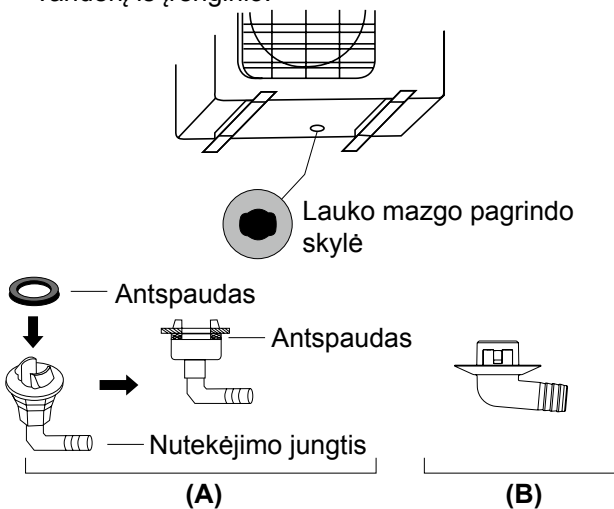 Lauko mazgo pagrindo
skylė
Antspaudas
Antspaudas
Nutekėjimo jungtis
(A)
(B)